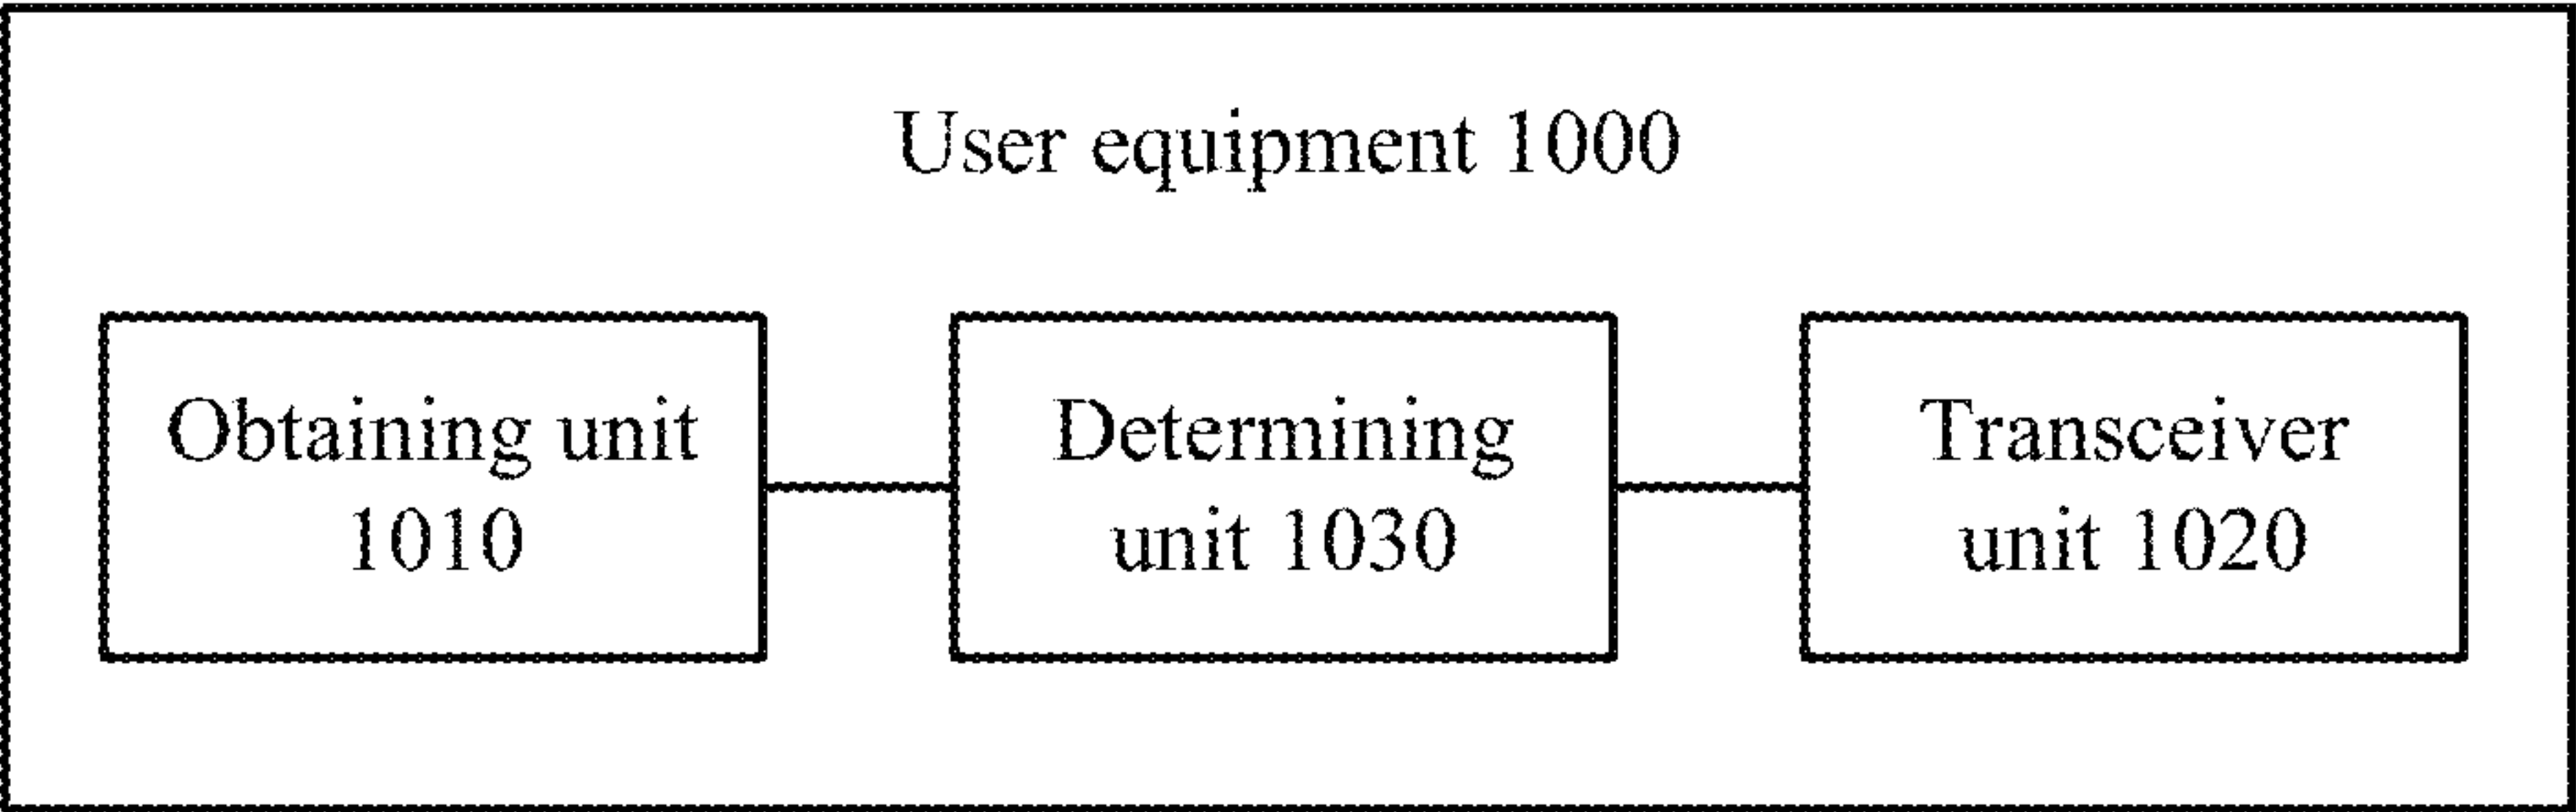 User equipment 1000
Obtaining unit
1010
Determining
unit 1030
Transceiver
unit 1020